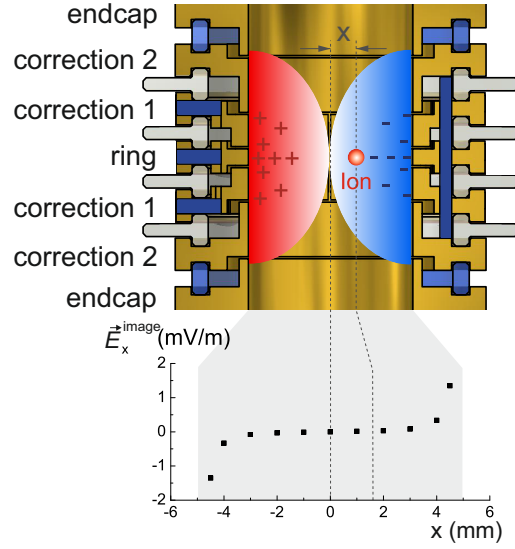 endcap
correction 2
correction 1
ring
correction 1
correction 2
endcap
x
+ + + + + + + + +
- - - - - - - - -
Ion
E⃗ₓ^image (mV/m)
2
1
0
-1
-2
-6 -4 -2 0 2 4 6
x (mm)